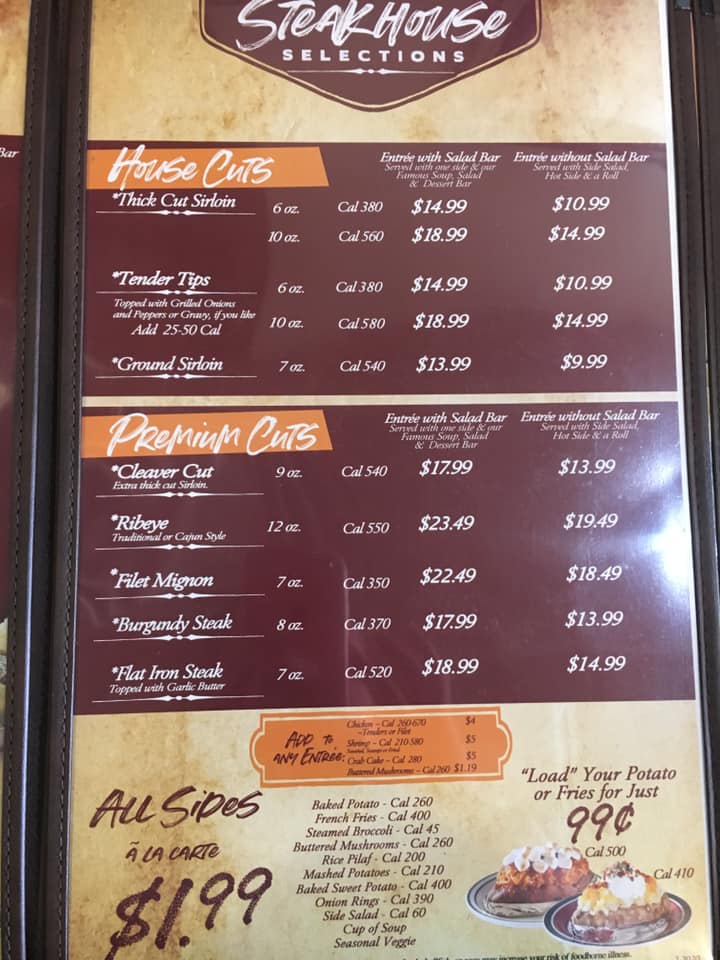 Bar
STEAKHOUSE
SELECTIONS
HOUSE CUTS
Entrée with Salad Bar Entrée without Salad Bar
Served with one side & our Served with Side Salad,
Famous Soup, Salad Hot Side & a Roll
& Dessert Bar
*Thick Cut Sirloin 6 oz. Cal 380 $14.99 $10.99
10 oz. Cal 560 $18.99 $14.99
*Tender Tips 6 oz. Cal 380 $14.99 $10.99
Topped with Grilled Onions
and Peppers or Gravy, if you like
Add 25-50 Cal
10 oz. Cal 580 $18.99 $14.99
*Ground Sirloin 7 oz. Cal 540 $13.99 $9.99
PREMIUM CUTS
Entrée with Salad Bar Entrée without Salad Bar
Served with one side & our Served with Side Salad,
Famous Soup, Salad Hot Side & a Roll
& Dessert Bar
*Cleaver Cut 9 oz. Cal 540 $17.99 $13.99
Extra thick cut Sirloin.
*Ribeye 12 oz. Cal 550 $23.49 $19.49
Traditional or Cajun Style
*Filet Mignon 7 oz. Cal 350 $22.49 $18.49
*Burgundy Steak 8 oz. Cal 370 $17.99 $13.99
*Flat Iron Steak 7 oz. Cal 520 $18.99 $14.99
Topped with Garlic Butter
ADD TO
ANY ENTRÉE:
Chicken - Cal 260-670 $4
~Tenders or Filet
Shrimp - Cal 210-580 $5
Crab Cake - Cal 280 $5
Buttered Mushrooms - Cal 260 $1.19
ALL SIDES
Ã LA CARTE
$1.99
Baked Potato - Cal 260
French Fries - Cal 400
Steamed Broccoli - Cal 45
Buttered Mushrooms - Cal 260
Rice Pilaf - Cal 200
Mashed Potatoes - Cal 210
Baked Sweet Potato - Cal 400
Onion Rings - Cal 390
Side Salad - Cal 60
Cup of Soup
Seasonal Veggie
"Load" Your Potato
or Fries for Just
99¢
Cal 500
Cal 410
may increase your risk of foodborne illness.